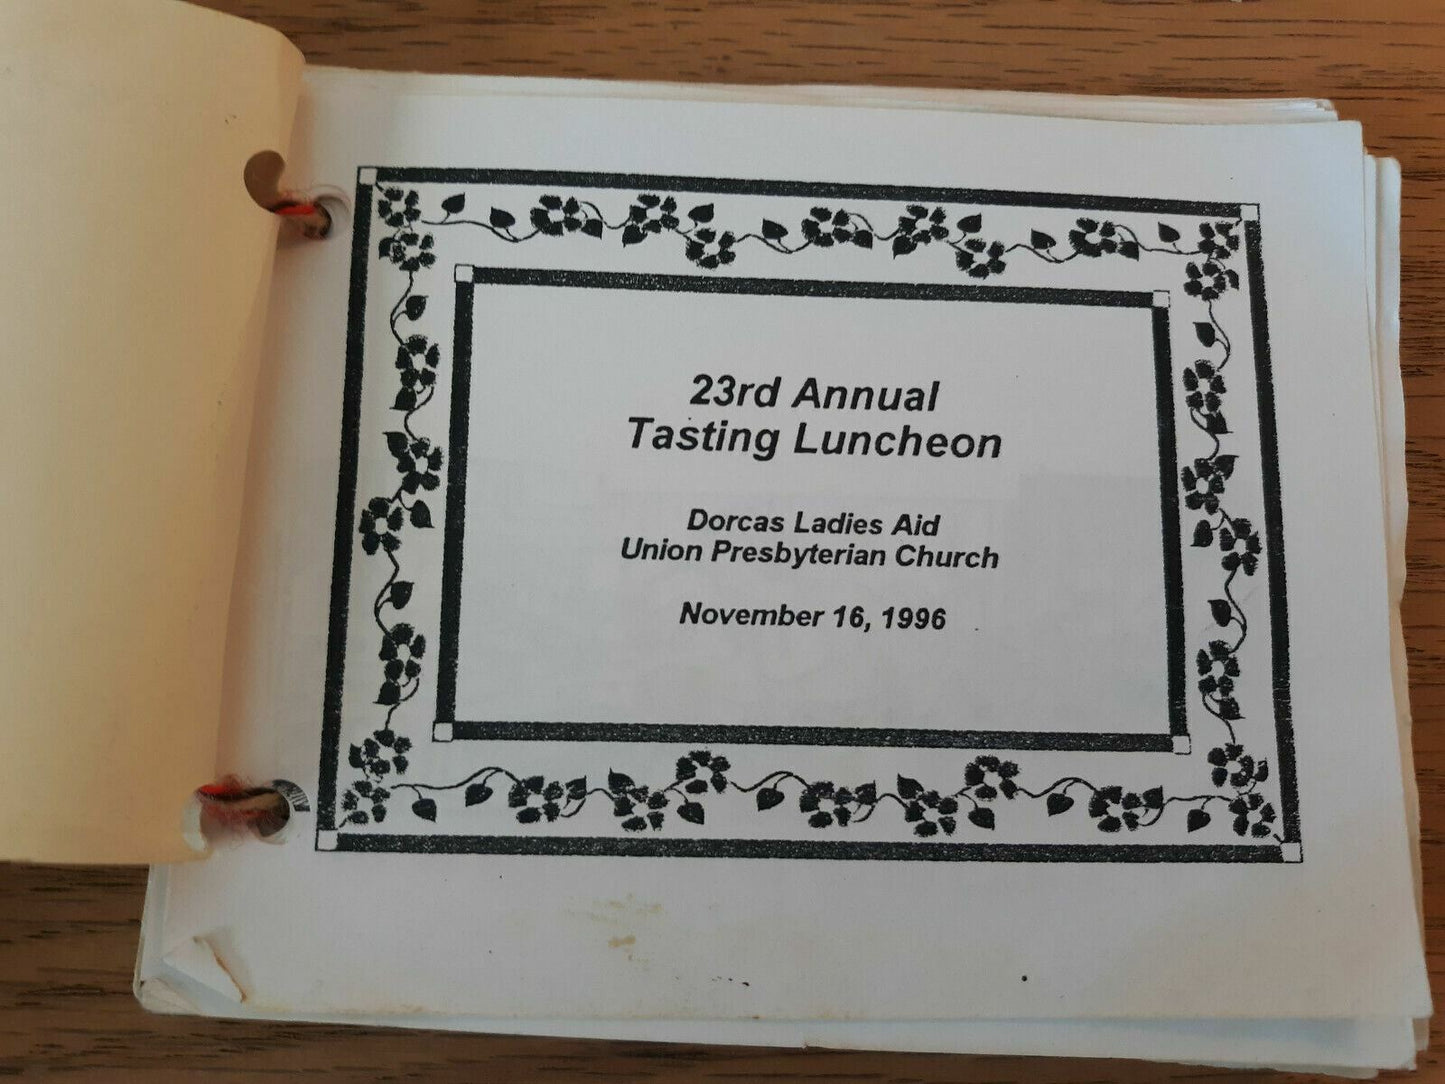 23rd Annual
Tasting Luncheon
Dorcas Ladies Aid
Union Presbyterian Church
November 16, 1996